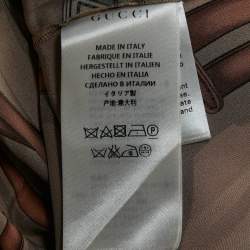 GUCCI
MADE IN ITALY
FABRIQUE EN ITALIE
HERGESTELLT IN ITALIEN
HECHO EN ITALIA
СДЕЛАНО В ИТАЛИИ
イタリア製
产地:意大利